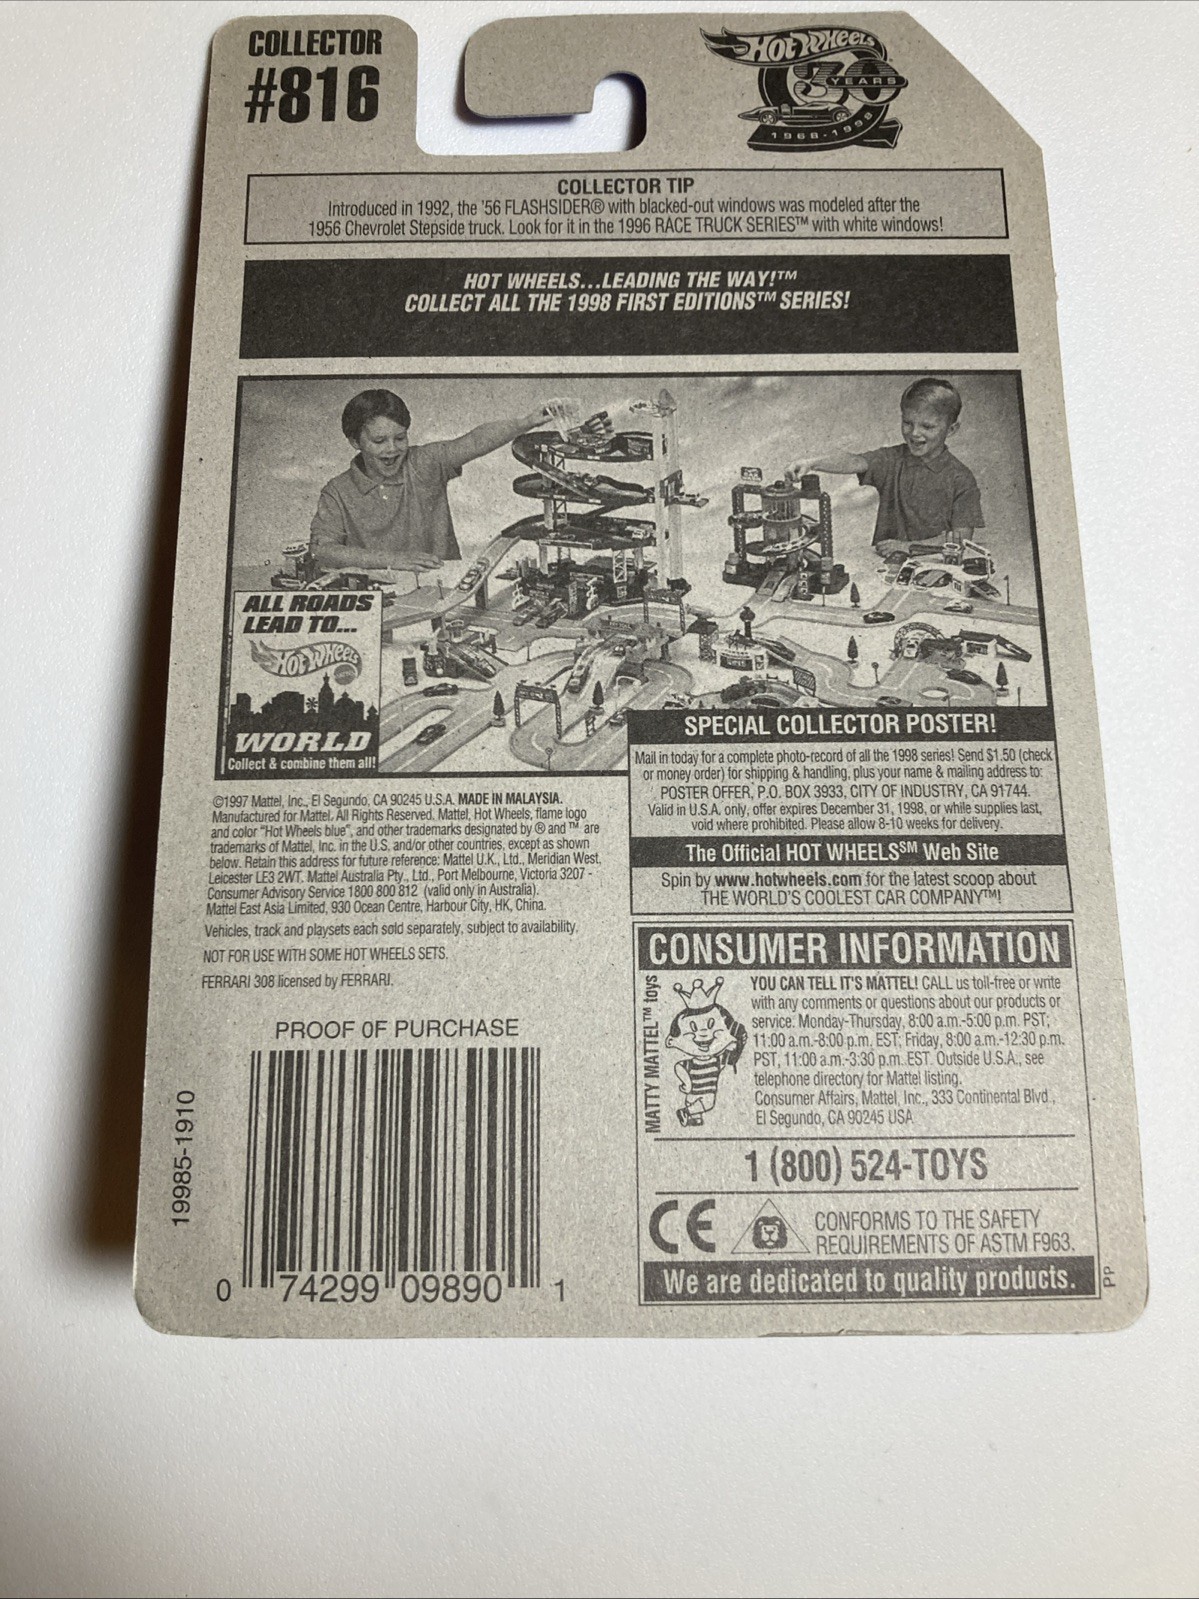 COLLECTOR
#816
HOT WHEELS
30
YEARS
1968-1998
COLLECTOR TIP
Introduced in 1992, the '56 FLASHSIDER® with blacked-out windows was modeled after the
1956 Chevrolet Stepside truck. Look for it in the 1996 RACE TRUCK SERIES™ with white windows!
HOT WHEELS...LEADING THE WAY!™
COLLECT ALL THE 1998 FIRST EDITIONS™ SERIES!
ALL ROADS
LEAD TO...
HOT WHEELS
WORLD
Collect & combine them all!
SPECIAL COLLECTOR POSTER!
Mail in today for a complete photo-record of all the 1998 series! Send $1.50 (check
or money order) for shipping & handling, plus your name & mailing address to:
POSTER OFFER, P.O. BOX 3933, CITY OF INDUSTRY, CA 91744.
Valid in U.S.A. only, offer expires December 31, 1998, or while supplies last,
void where prohibited. Please allow 8-10 weeks for delivery.
The Official HOT WHEELS℠ Web Site
Spin by www.hotwheels.com for the latest scoop about
THE WORLD'S COOLEST CAR COMPANY™!
©1997 Mattel, Inc., El Segundo, CA 90245 U.S.A. MADE IN MALAYSIA.
Manufactured for Mattel. All Rights Reserved. Mattel, Hot Wheels, flame logo
and color "Hot Wheels blue", and other trademarks designated by ® and ™ are
trademarks of Mattel, Inc. in the U.S. and/or other countries, except as shown
below. Retain this address for future reference: Mattel U.K., Ltd., Meridian West,
Leicester LE3 2WT. Mattel Australia Pty., Ltd., Port Melbourne, Victoria 3207 -
Consumer Advisory Service 1800 800 812 (valid only in Australia).
Mattel East Asia Limited, 930 Ocean Centre, Harbour City, HK, China.
Vehicles, track and playsets each sold separately, subject to availability.
NOT FOR USE WITH SOME HOT WHEELS SETS.
FERRARI 308 licensed by FERRARI.
PROOF OF PURCHASE
19985-1910
0 74299 09890 1
CONSUMER INFORMATION
MATTY MATTEL™ toys
YOU CAN TELL IT'S MATTEL! CALL us toll-free or write
with any comments or questions about our products or
service. Monday-Thursday, 8:00 a.m.-5:00 p.m. PST;
11:00 a.m.-8:00 p.m. EST; Friday, 8:00 a.m.-12:30 p.m.
PST, 11:00 a.m.-3:30 p.m. EST. Outside U.S.A., see
telephone directory for Mattel listing.
Consumer Affairs, Mattel, Inc., 333 Continental Blvd.,
El Segundo, CA 90245 USA
1 (800) 524-TOYS
CE
CONFORMS TO THE SAFETY
REQUIREMENTS OF ASTM F963.
We are dedicated to quality products.
PP